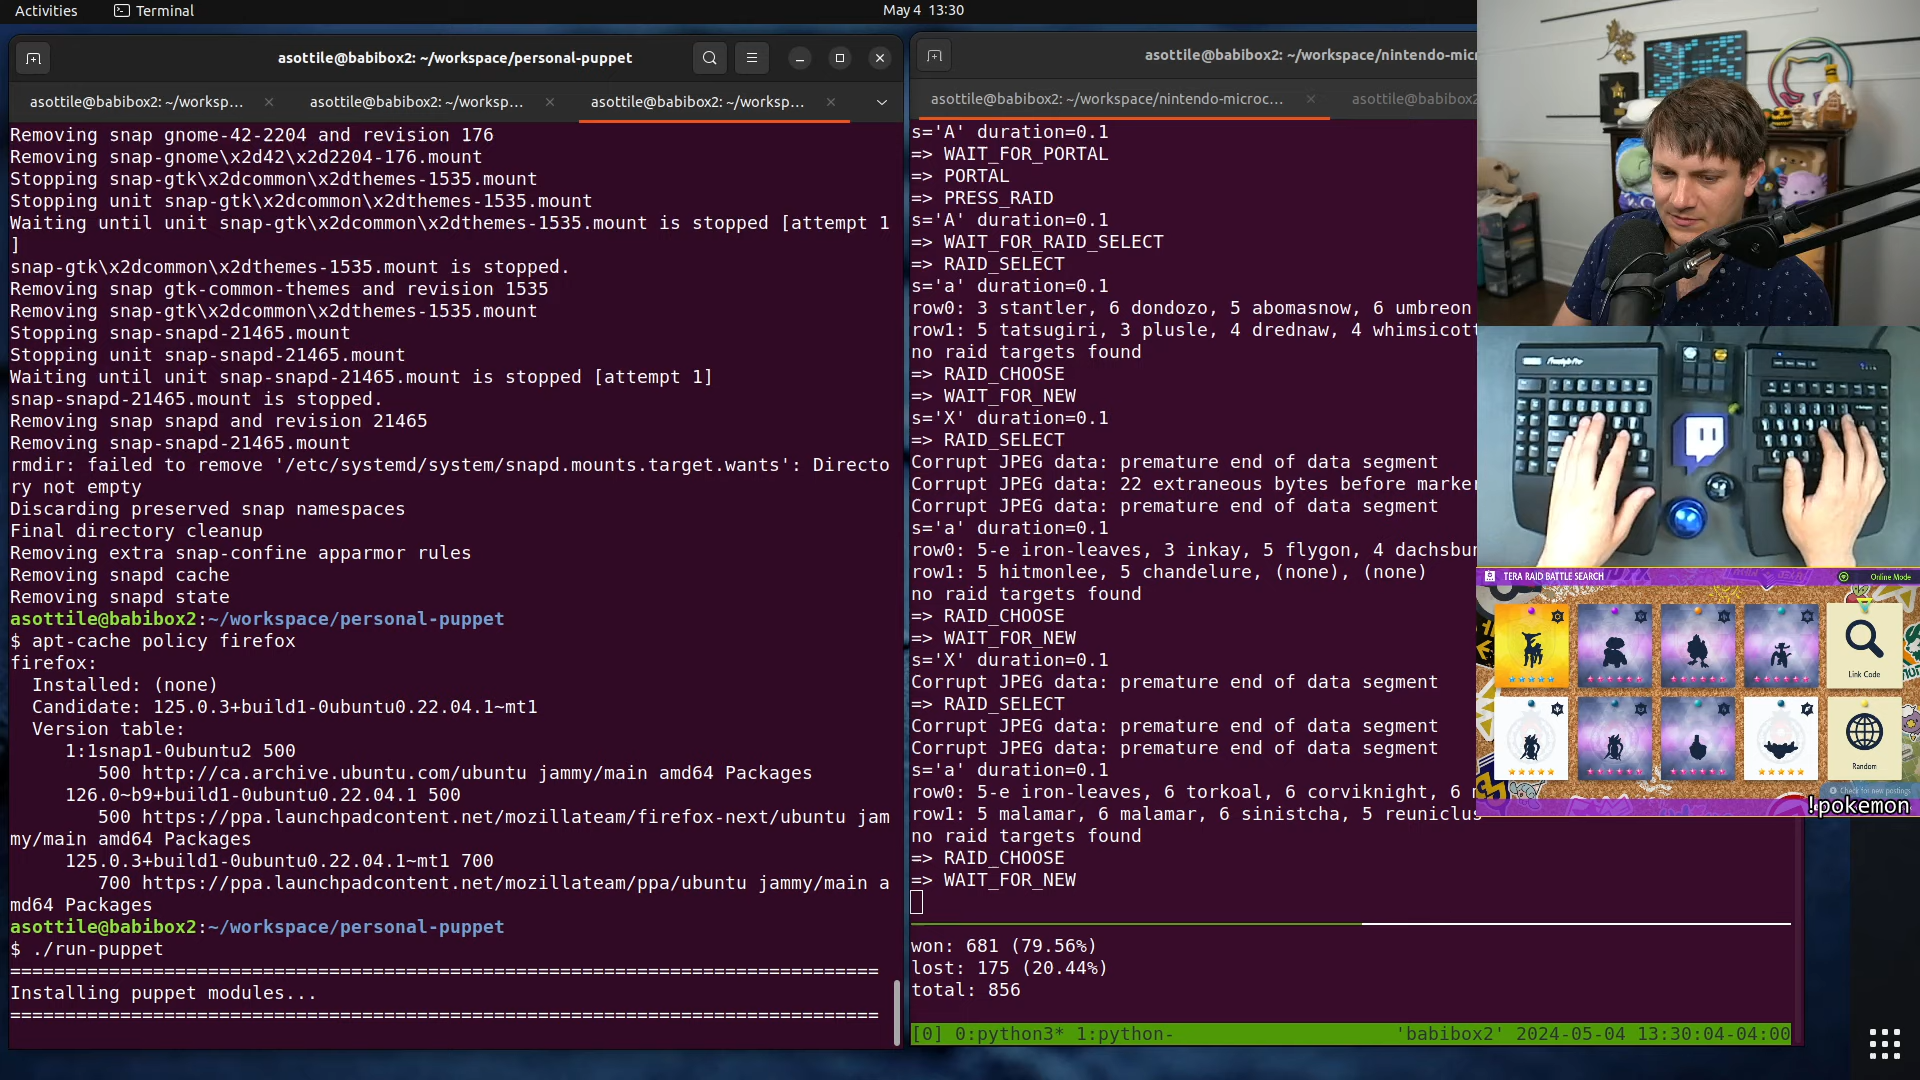 Activities
Terminal
May 4 13:30
asottile@babibox2: ~/workspace/personal-puppet
asottile@babibox2: ~/worksp...
asottile@babibox2: ~/worksp...
asottile@babibox2: ~/worksp...
Removing snap gnome-42-2204 and revision 176
Removing snap-gnome\x2d42\x2d2204-176.mount
Stopping snap-gtk\x2dcommon\x2dthemes-1535.mount
Stopping unit snap-gtk\x2dcommon\x2dthemes-1535.mount
Waiting until unit snap-gtk\x2dcommon\x2dthemes-1535.mount is stopped [attempt 1
]
snap-gtk\x2dcommon\x2dthemes-1535.mount is stopped.
Removing snap gtk-common-themes and revision 1535
Removing snap-gtk\x2dcommon\x2dthemes-1535.mount
Stopping snap-snapd-21465.mount
Stopping unit snap-snapd-21465.mount
Waiting until unit snap-snapd-21465.mount is stopped [attempt 1]
snap-snapd-21465.mount is stopped.
Removing snap snapd and revision 21465
Removing snap-snapd-21465.mount
rmdir: failed to remove '/etc/systemd/system/snapd.mounts.target.wants': Directo
ry not empty
Discarding preserved snap namespaces
Final directory cleanup
Removing extra snap-confine apparmor rules
Removing snapd cache
Removing snapd state
asottile@babibox2:~/workspace/personal-puppet
$ apt-cache policy firefox
firefox:
Installed: (none)
Candidate: 125.0.3+build1-0ubuntu0.22.04.1~mt1
Version table:
1:1snap1-0ubuntu2 500
500 http://ca.archive.ubuntu.com/ubuntu jammy/main amd64 Packages
126.0~b9+build1-0ubuntu0.22.04.1 500
500 https://ppa.launchpadcontent.net/mozillateam/firefox-next/ubuntu jam
my/main amd64 Packages
125.0.3+build1-0ubuntu0.22.04.1~mt1 700
700 https://ppa.launchpadcontent.net/mozillateam/ppa/ubuntu jammy/main a
md64 Packages
asottile@babibox2:~/workspace/personal-puppet
$ ./run-puppet
================================================================================
Installing puppet modules...
================================================================================
asottile@babibox2: ~/workspace/nintendo-micr
asottile@babibox2: ~/workspace/nintendo-microc...
asottile@babibox2
s='A' duration=0.1
=> WAIT_FOR_PORTAL
=> PORTAL
=> PRESS_RAID
s='A' duration=0.1
=> WAIT_FOR_RAID_SELECT
=> RAID_SELECT
s='a' duration=0.1
row0: 3 stantler, 6 dondozo, 5 abomasnow, 6 umbreon
row1: 5 tatsugiri, 3 plusle, 4 drednaw, 4 whimsicott
no raid targets found
=> RAID_CHOOSE
=> WAIT_FOR_NEW
s='X' duration=0.1
=> RAID_SELECT
Corrupt JPEG data: premature end of data segment
Corrupt JPEG data: 22 extraneous bytes before marker
Corrupt JPEG data: premature end of data segment
s='a' duration=0.1
row0: 5-e iron-leaves, 3 inkay, 5 flygon, 4 dachsbun
row1: 5 hitmonlee, 5 chandelure, (none), (none)
no raid targets found
=> RAID_CHOOSE
=> WAIT_FOR_NEW
s='X' duration=0.1
Corrupt JPEG data: premature end of data segment
=> RAID_SELECT
Corrupt JPEG data: premature end of data segment
Corrupt JPEG data: premature end of data segment
s='a' duration=0.1
row0: 5-e iron-leaves, 6 torkoal, 6 corviknight, 6
row1: 5 malamar, 6 malamar, 6 sinistcha, 5 reuniclus
no raid targets found
=> RAID_CHOOSE
=> WAIT_FOR_NEW
won: 681 (79.56%)
lost: 175 (20.44%)
total: 856
[0] 0:python3* 1:python- 'babibox2' 2024-05-04 13:30:04-04:00
TERA RAID BATTLE SEARCH
Online Mode
Link Code
Random
Check for new postings
!pokemon